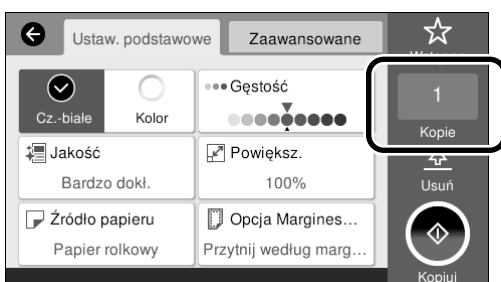 Ustaw. podstawowe
Zaawansowane
Cz.-białe
Kolor
Gęstość
1
Kopie
Jakość
Bardzo dokł.
Powiększ.
100%
Usuń
Źródło papieru
Papier rolkowy
Opcja Margines…
Przytnij według marg…
Kopiuj